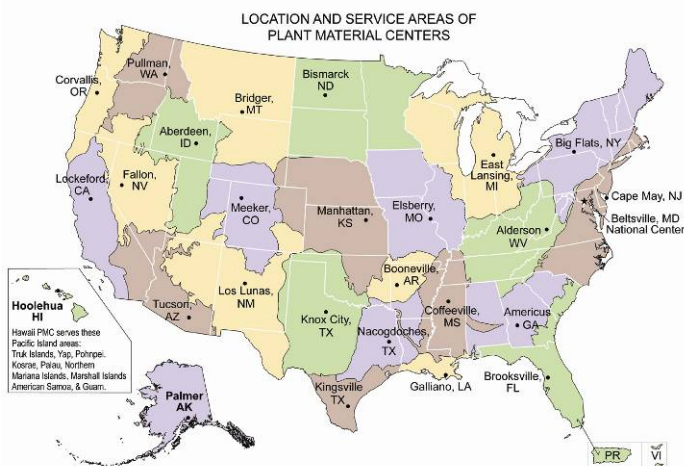 LOCATION AND SERVICE AREAS OF
PLANT MATERIAL CENTERS
Pullman,
WA
Corvallis,
OR
Bismarck
ND
Bridger,
MT
Aberdeen,
ID
Big Flats, NY
East
Lansing,
MI
Lockeford,
CA
Fallon,
NV
Meeker,
CO
Manhattan,
KS
Elsberry,
MO
Cape May, NJ
Beltsville, MD
National Center
Alderson
WV
Booneville,
AR
Los Lunas,
NM
Tucson,
AZ
Knox City,
TX
Nacogdoches,
TX
Coffeeville,
MS
Americus
GA
Kingsville
TX
Galliano, LA
Brooksville,
FL
Hoolehua
HI
Hawaii PMC serves these
Pacific Island areas:
Truk Islands, Yap, Pohnpei.
Kosrae, Palau, Northern
Mariana Islands, Marshall Islands
American Samoa, & Guam.
Palmer
AK
PR
VI